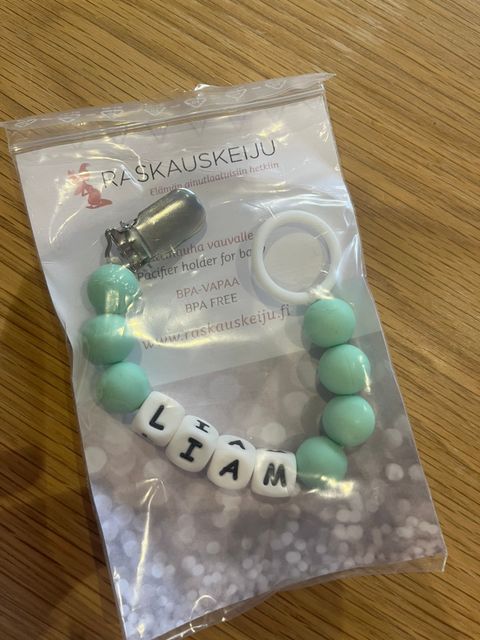 RASKAUSKEIJU
Elämän ainutlaatuisiin hetkiin
vauvalle
Pacifier holder for
BPA-VAPAA
BPA FREE
www.raskauskeiju.fi
LIAM